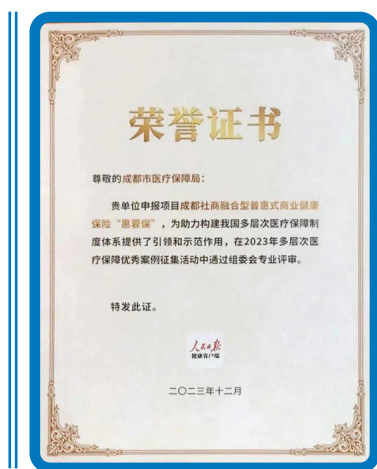 荣誉证书
尊敬的成都市医疗保障局：
贵单位申报项目成都社商融合型普惠式商业健康
保险“惠蓉保”，为助力构建我国多层次医疗保障制
度体系提供了引领和示范作用，在2023年多层次医
疗保障优秀案例征集活动中通过组委会专业评审。
特发此证。
人民日报
健康客户端
二〇二三年十二月